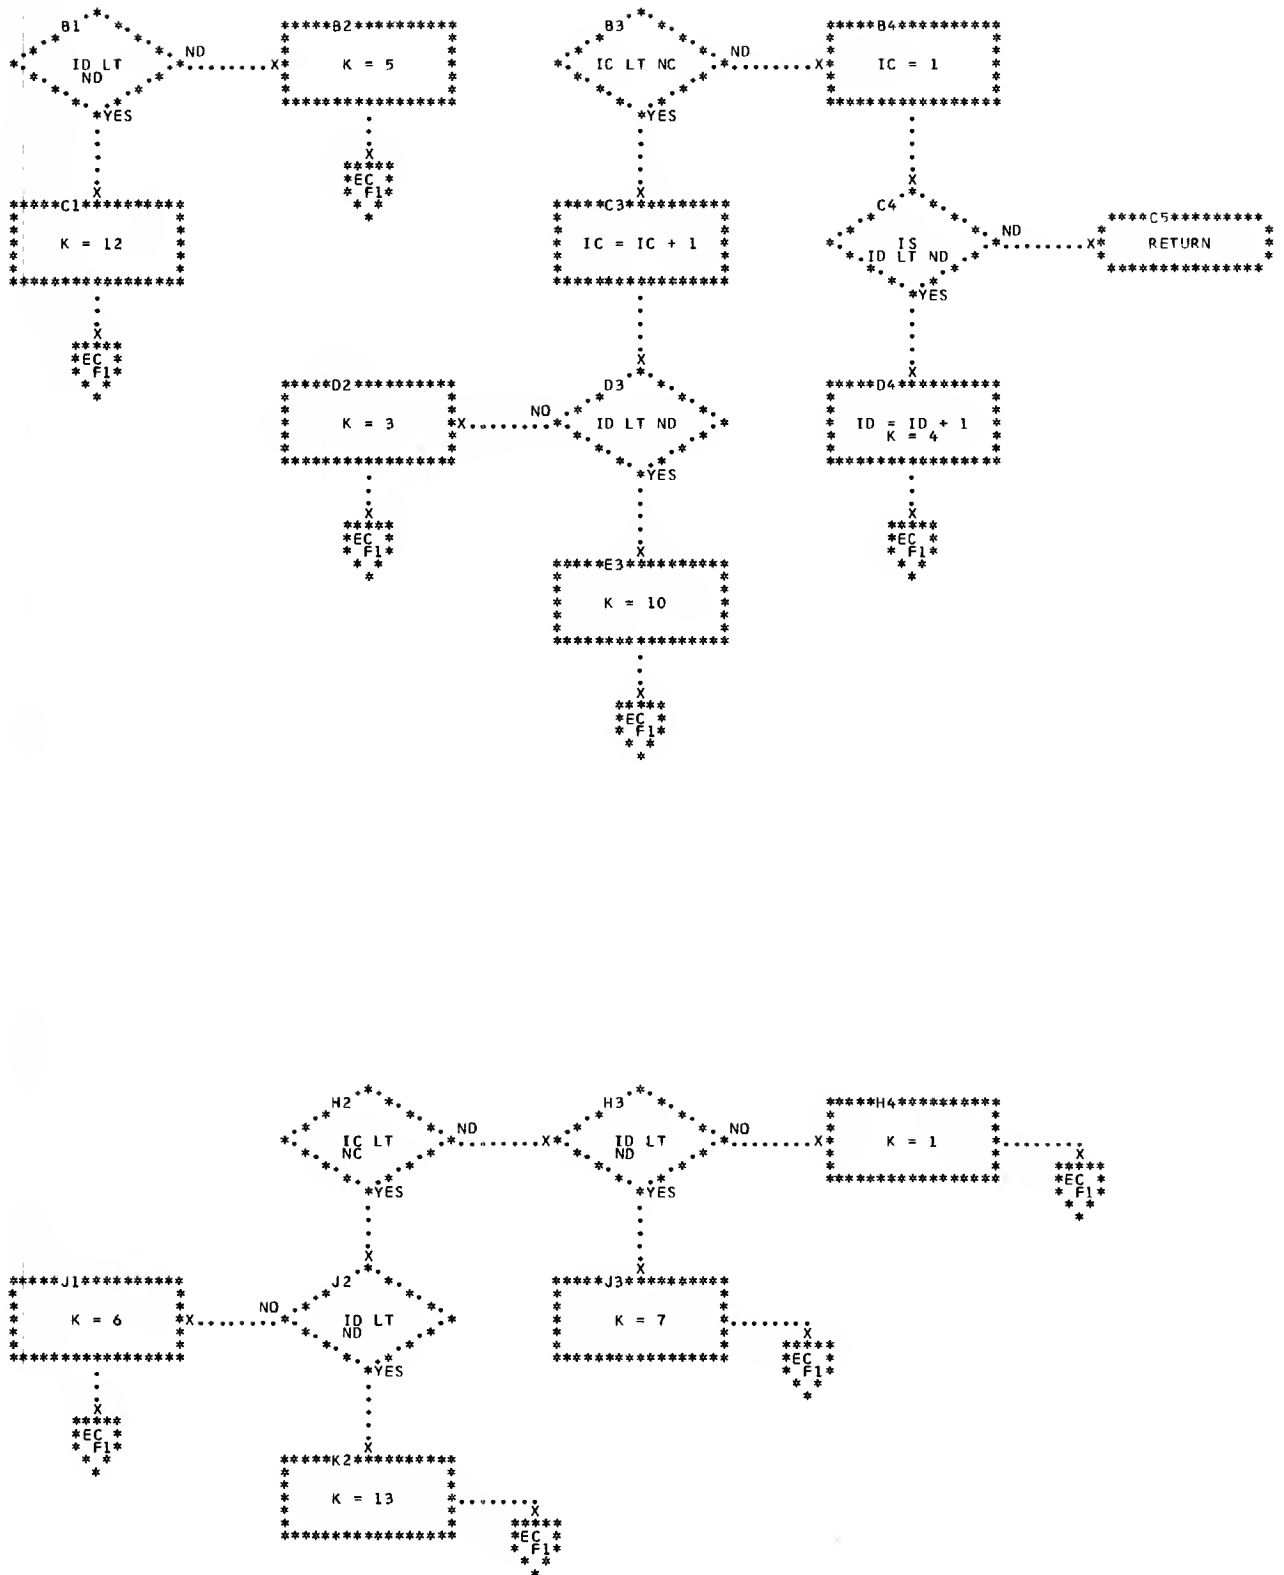 B1
ID LT
ND
NO
YES
B2
K = 5
EC
F1
C1
K = 12
EC
F1
B3
IC LT NC
NO
YES
B4
IC = 1
C3
IC = IC + 1
C4
IS
ID LT ND
NO
YES
C5
RETURN
D2
K = 3
NO
D3
ID LT ND
YES
D4
ID = ID + 1
K = 4
EC
F1
EC
F1
E3
K = 10
EC
F1
H2
IC LT
NC
NO
YES
H3
ID LT
ND
NO
YES
H4
K = 1
EC
F1
J1
K = 6
NO
J2
ID LT
ND
YES
J3
K = 7
EC
F1
EC
F1
K2
K = 13
EC
F1